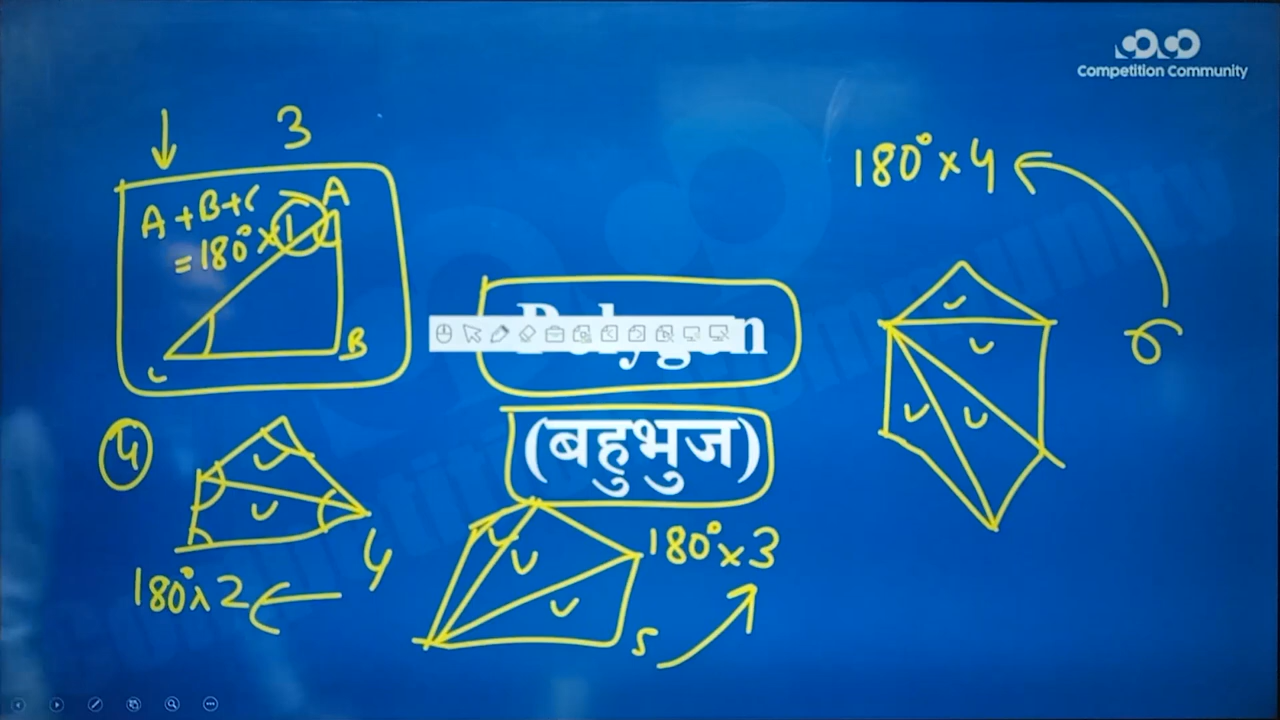 Competition Community
3
A + B + C
= 180° × 1
A
B
C
180° × 4
6
Polygon
(बहुभुज)
4
4
180° × 2
180° × 3
5